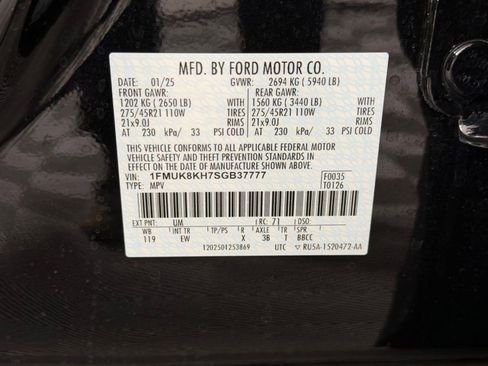 MFD. BY FORD MOTOR CO.
DATE: 01/25 GVWR: 2694 KG ( 5940 LB)
FRONT GAWR: REAR GAWR:
1202 KG ( 2650 LB) WITH 1560 KG ( 3440 LB) WITH
275/45R21 110W TIRES 275/45R21 110W TIRES
21x9.0J RIMS 21x9.0J RIMS
AT 230 kPa/ 33 PSI COLD AT 230 kPa/ 33 PSI COLD
THIS VEHICLE CONFORMS TO ALL APPLICABLE FEDERAL MOTOR
VEHICLE SAFETY AND THEFT PREVENTION STANDARDS IN EFFECT
ON THE DATE OF MANUFACTURE SHOWN ABOVE.
VIN: 1FMUK8KH7SGB37777 F0035
TYPE: MPV T0126
EXT PNT: UM RC: 71 DSO:
WB INT TR TP/PS R AXLE TR SPR
119 EW X 3B T BBCC
1202501253869 UTC RU5A-1520472-AA